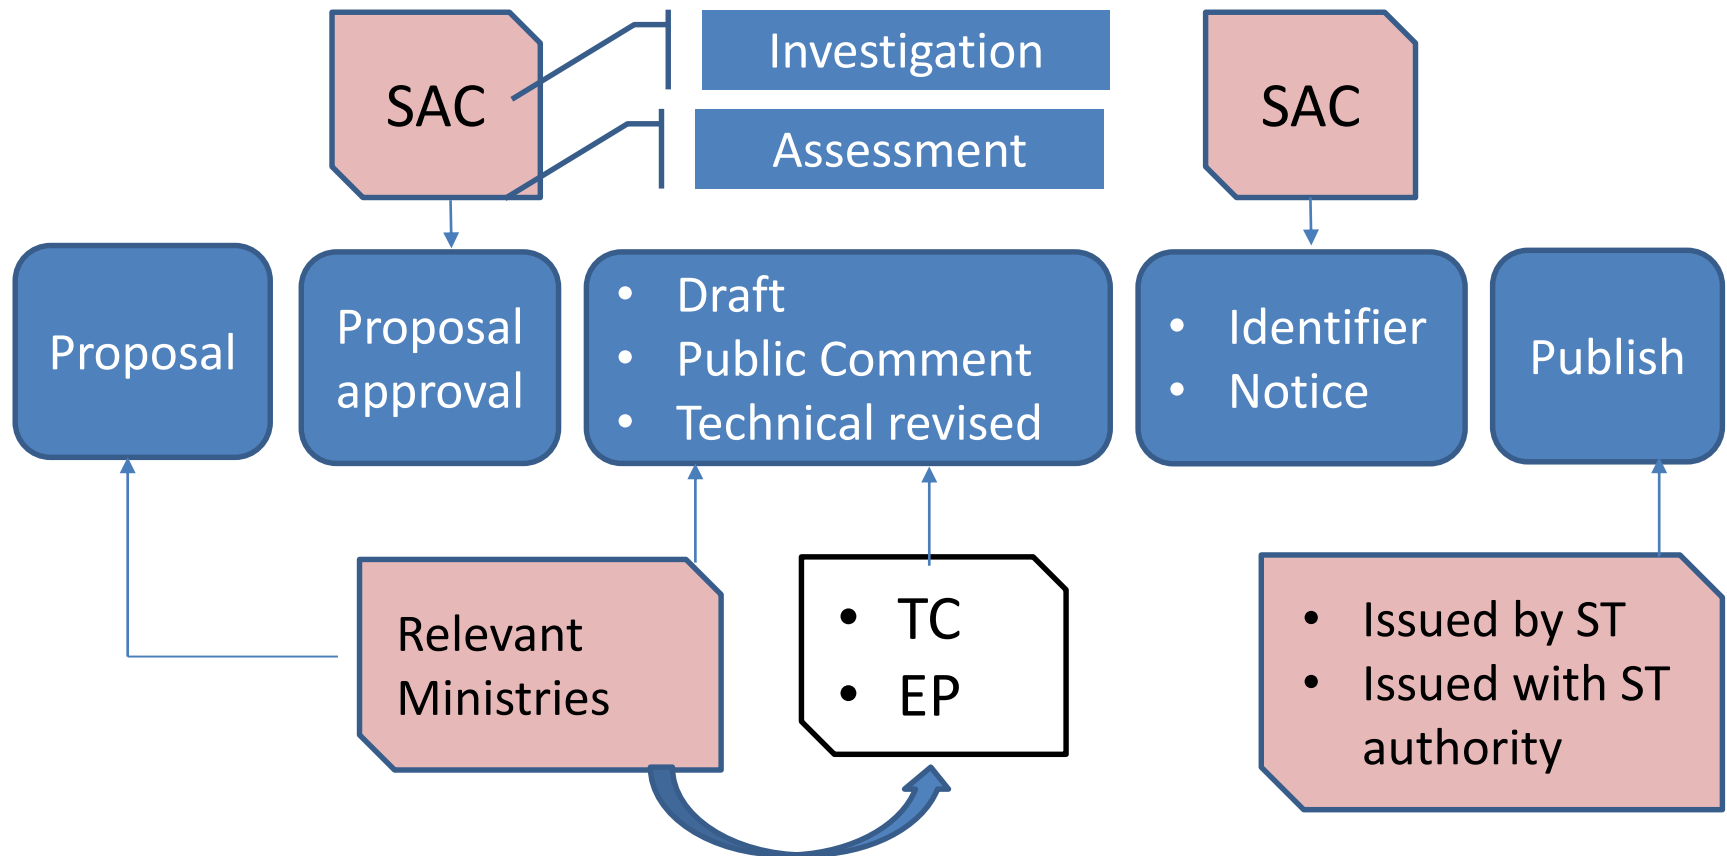 SAC
Investigation
Assessment
SAC
Proposal
Proposal
approval
• Draft
• Public Comment
• Technical revised
• Identifier
• Notice
Publish
Relevant
Ministries
• TC
• EP
• Issued by ST
• Issued with ST
authority